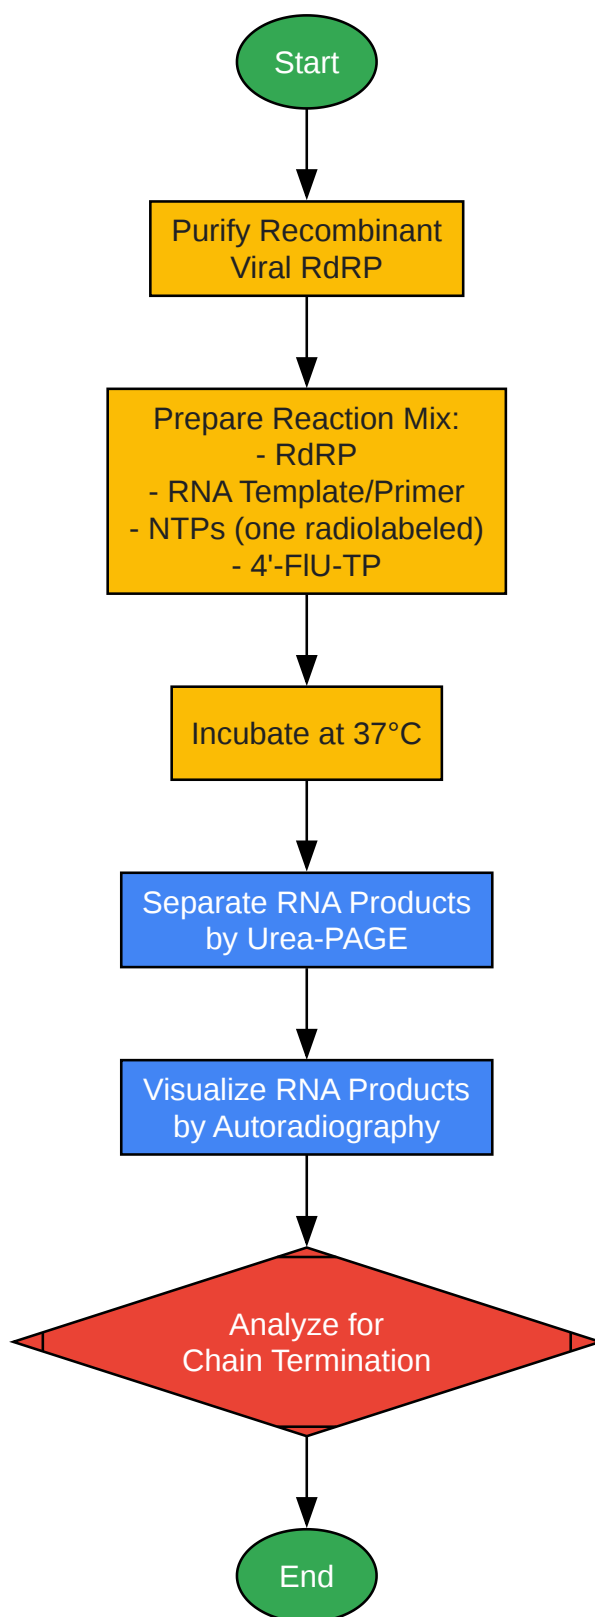 Start
Purify Recombinant
Viral RdRP
Prepare Reaction Mix:
- RdRP
- RNA Template/Primer
- NTPs (one radiolabeled)
- 4'-FlU-TP
Incubate at 37°C
Separate RNA Products
by Urea-PAGE
Visualize RNA Products
by Autoradiography
Analyze for
Chain Termination
End